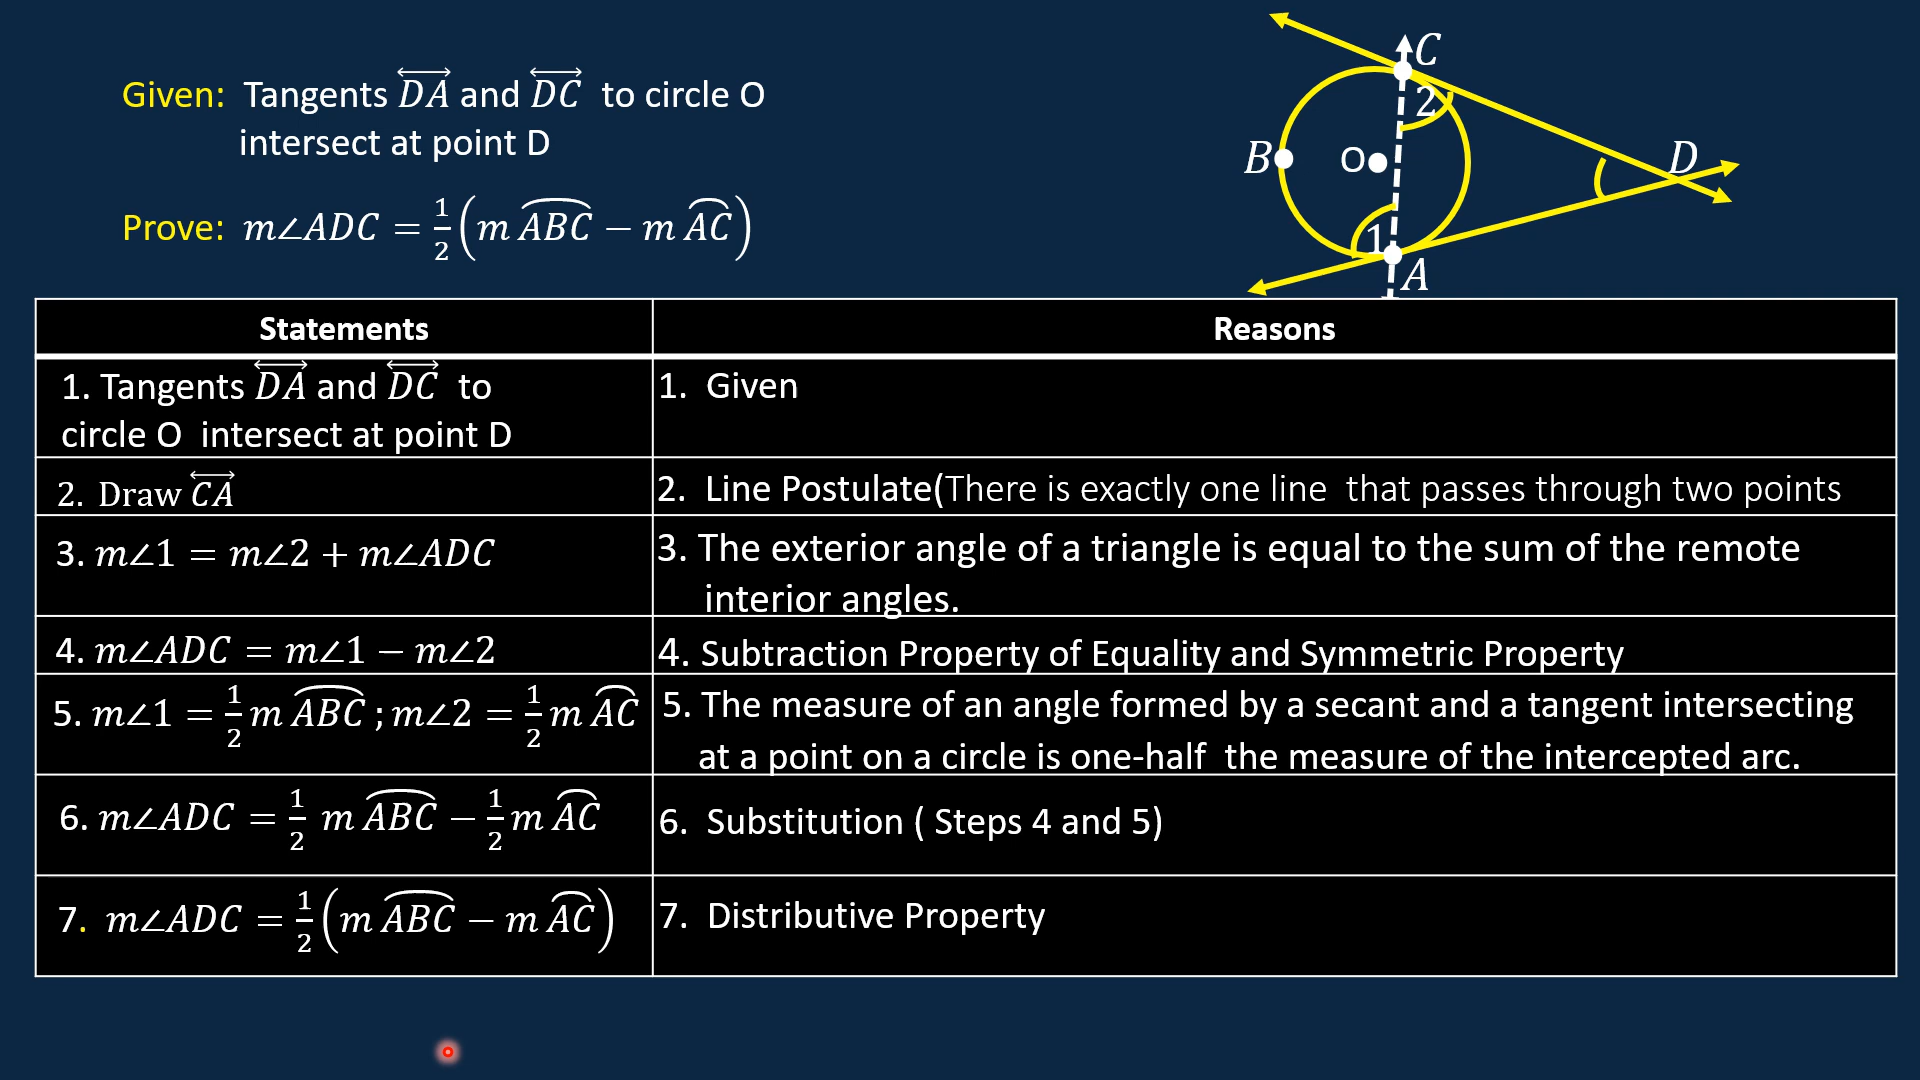 Given: Tangents DA and DC to circle O
intersect at point D
Prove: m∠ADC = 1/2 (m ABC − m AC)
C
2
B
O
D
1
A
Statements
Reasons
1. Tangents DA and DC to
circle O intersect at point D
1. Given
2. Draw CA
2. Line Postulate(There is exactly one line that passes through two points
3. m∠1 = m∠2 + m∠ADC
3. The exterior angle of a triangle is equal to the sum of the remote
interior angles.
4. m∠ADC = m∠1 − m∠2
4. Subtraction Property of Equality and Symmetric Property
5. m∠1 = 1/2 m ABC ; m∠2 = 1/2 m AC
5. The measure of an angle formed by a secant and a tangent intersecting
at a point on a circle is one-half the measure of the intercepted arc.
6. m∠ADC = 1/2 m ABC − 1/2 m AC
6. Substitution ( Steps 4 and 5)
7. m∠ADC = 1/2 (m ABC − m AC)
7. Distributive Property